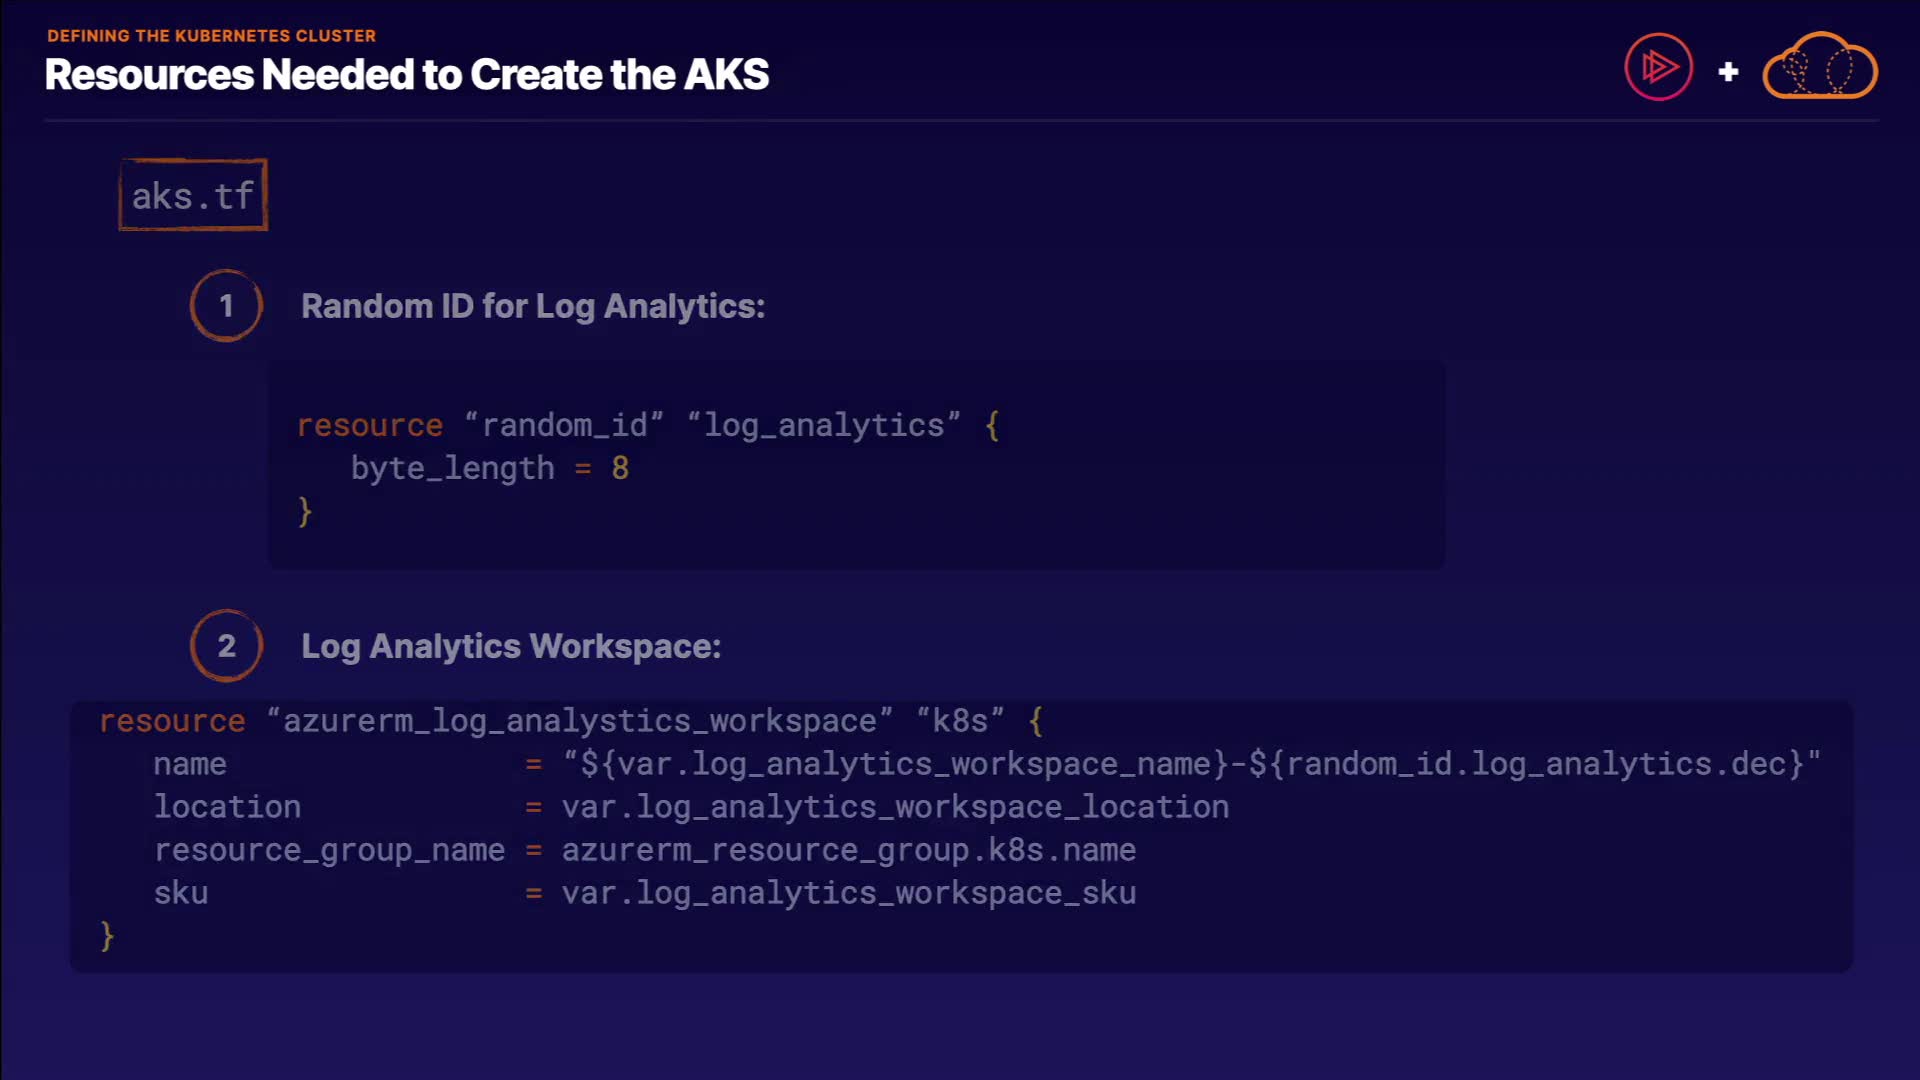 DEFINING THE KUBERNETES CLUSTER
Resources Needed to Create the AKS
+
aks.tf
1 Random ID for Log Analytics:
resource “random_id” “log_analytics” {
byte_length = 8
}
2 Log Analytics Workspace:
resource “azurerm_log_analystics_workspace” “k8s” {
name = “${var.log_analytics_workspace_name}-${random_id.log_analytics.dec}"
location = var.log_analytics_workspace_location
resource_group_name = azurerm_resource_group.k8s.name
sku = var.log_analytics_workspace_sku
}